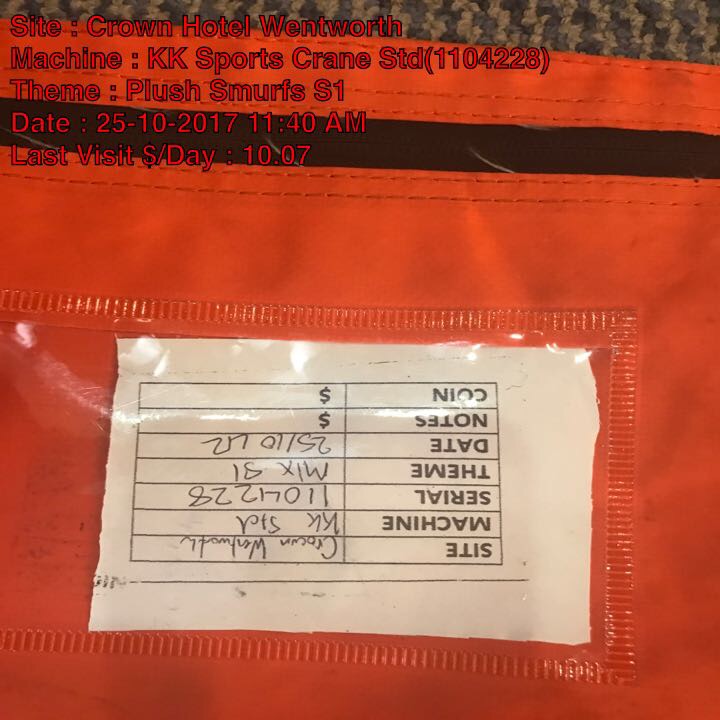 Site : Crown Hotel Wentworth
Machine : KK Sports Crane Std(1104228)
Theme : Plush Smurfs S1
Date : 25-10-2017 11:40 AM
Last Visit $/Day : 10.07
SITE Crown Wentworth
MACHINE KK Std
SERIAL 1104228
THEME Mix S1
DATE 25/10
NOTES $
COIN $